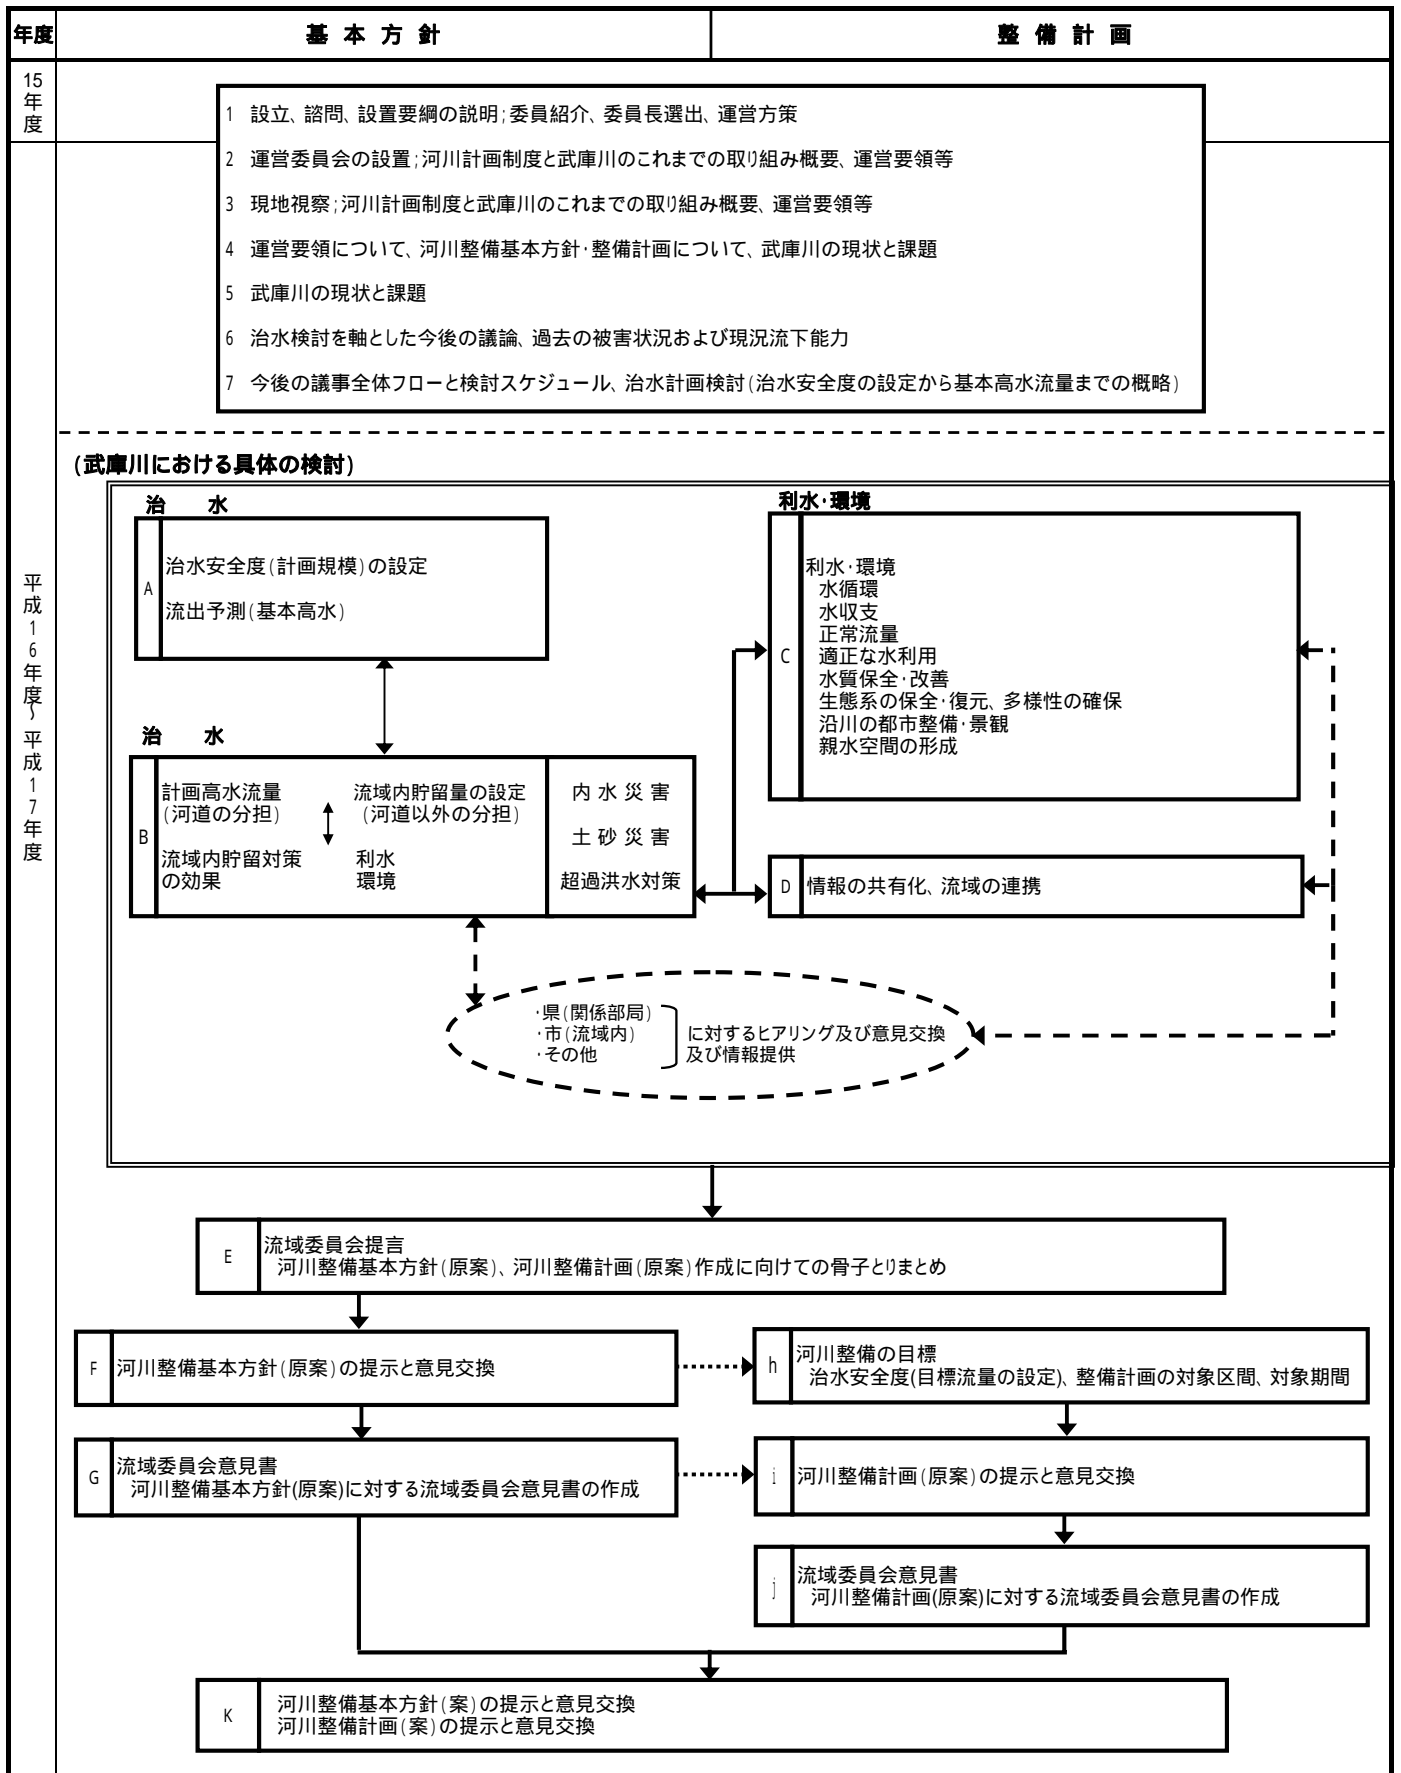 年度 基本方針 整備計画
15年度
1 設立、諮問、設置要綱の説明;委員紹介、委員長選出、運営方策
2 運営委員会の設置;河川計画制度と武庫川のこれまでの取り組み概要、運営要領等
3 現地視察;河川計画制度と武庫川のこれまでの取り組み概要、運営要領等
4 運営要領について、河川整備基本方針・整備計画について、武庫川の現状と課題
5 武庫川の現状と課題
6 治水検討を軸とした今後の議論、過去の被害状況および現況流下能力
7 今後の議事全体フローと検討スケジュール、治水計画検討(治水安全度の設定から基本高水流量までの概略)
平成16年度~平成17年度
(武庫川における具体の検討)
治 水
A
治水安全度(計画規模)の設定
流出予測(基本高水)
治 水
B
計画高水流量
(河道の分担)
流域内貯留量の設定
(河道以外の分担)
流域内貯留対策
の効果
利水
環境
内水災害
土砂災害
超過洪水対策
利水・環境
C
利水・環境
水循環
水収支
正常流量
適正な水利用
水質保全・改善
生態系の保全・復元、多様性の確保
沿川の都市整備・景観
親水空間の形成
D 情報の共有化、流域の連携
・県(関係部局)
・市(流域内)
・その他
に対するヒアリング及び意見交換
及び情報提供
E
流域委員会提言
河川整備基本方針(原案)、河川整備計画(原案)作成に向けての骨子とりまとめ
F 河川整備基本方針(原案)の提示と意見交換
h
河川整備の目標
治水安全度(目標流量の設定)、整備計画の対象区間、対象期間
G
流域委員会意見書
河川整備基本方針(原案)に対する流域委員会意見書の作成
i 河川整備計画(原案)の提示と意見交換
j
流域委員会意見書
河川整備計画(原案)に対する流域委員会意見書の作成
K
河川整備基本方針(案)の提示と意見交換
河川整備計画(案)の提示と意見交換